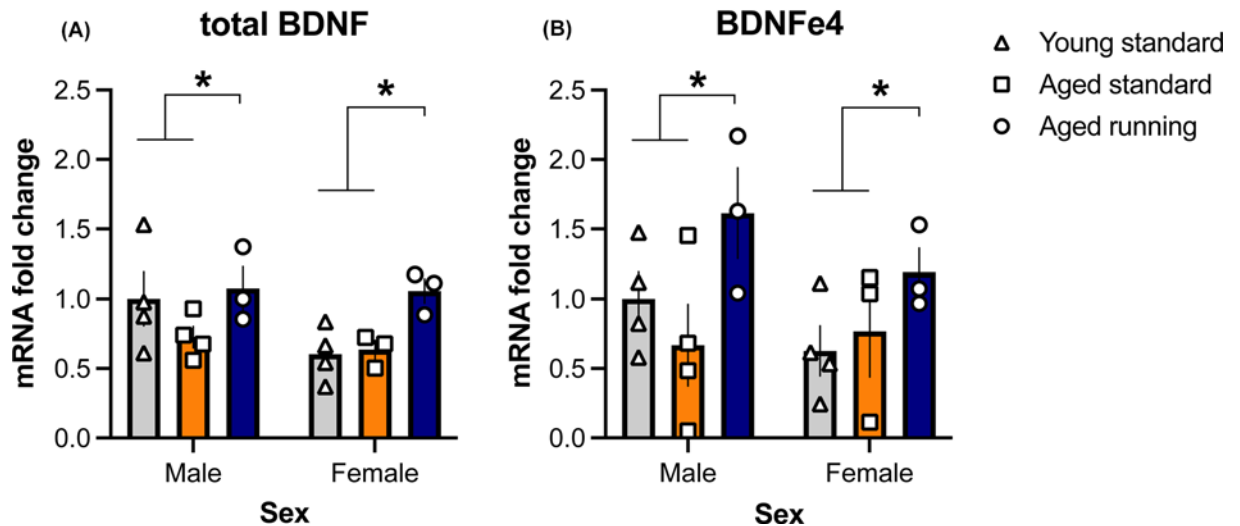 (A) total BDNF
mRNA fold change
2.5
2.0
1.5
1.0
0.5
0.0
*
*
Male Female
Sex
(B) BDNFe4
mRNA fold change
2.5
2.0
1.5
1.0
0.5
0.0
*
*
Male Female
Sex
Young standard
Aged standard
Aged running